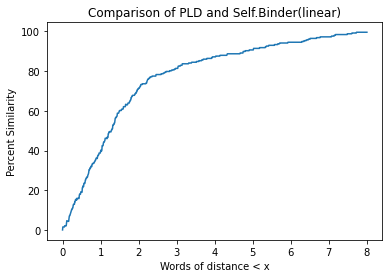 Comparison of PLD and Self.Binder(linear)
Percent Similarity
100
80
60
40
20
0
0 1 2 3 4 5 6 7 8
Words of distance < x